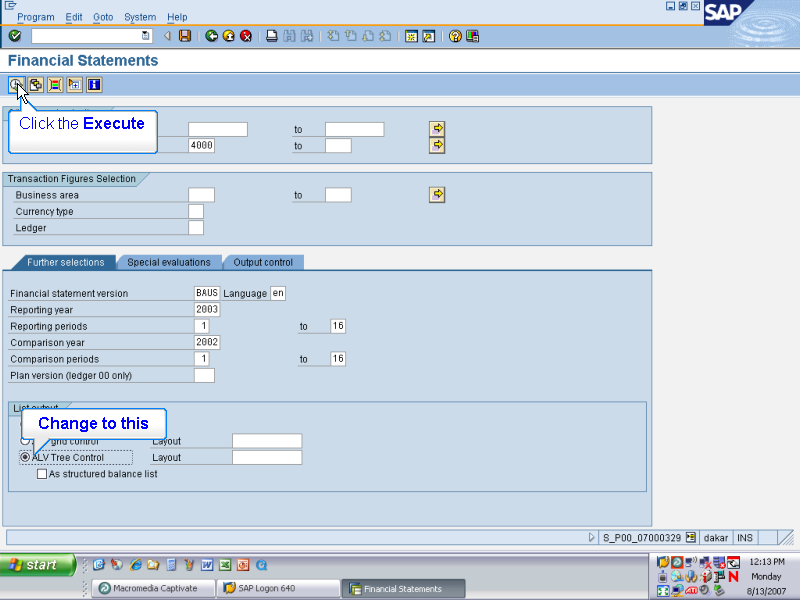 Program Edit Goto System Help
SAP
Financial Statements
Click the Execute
to
4000 to
Transaction Figures Selection
Business area to
Currency type
Ledger
Further selections Special evaluations Output control
Financial statement version BAUS Language en
Reporting year 2003
Reporting periods 1 to 16
Comparison year 2002
Comparison periods 1 to 16
Plan version (ledger 00 only)
List output
Change to this
grid control Layout
ALV Tree Control Layout
As structured balance list
S_P00_07000329 dakar INS
start
12:13 PM
Monday
8/13/2007
Macromedia Captivate SAP Logon 640 Financial Statements